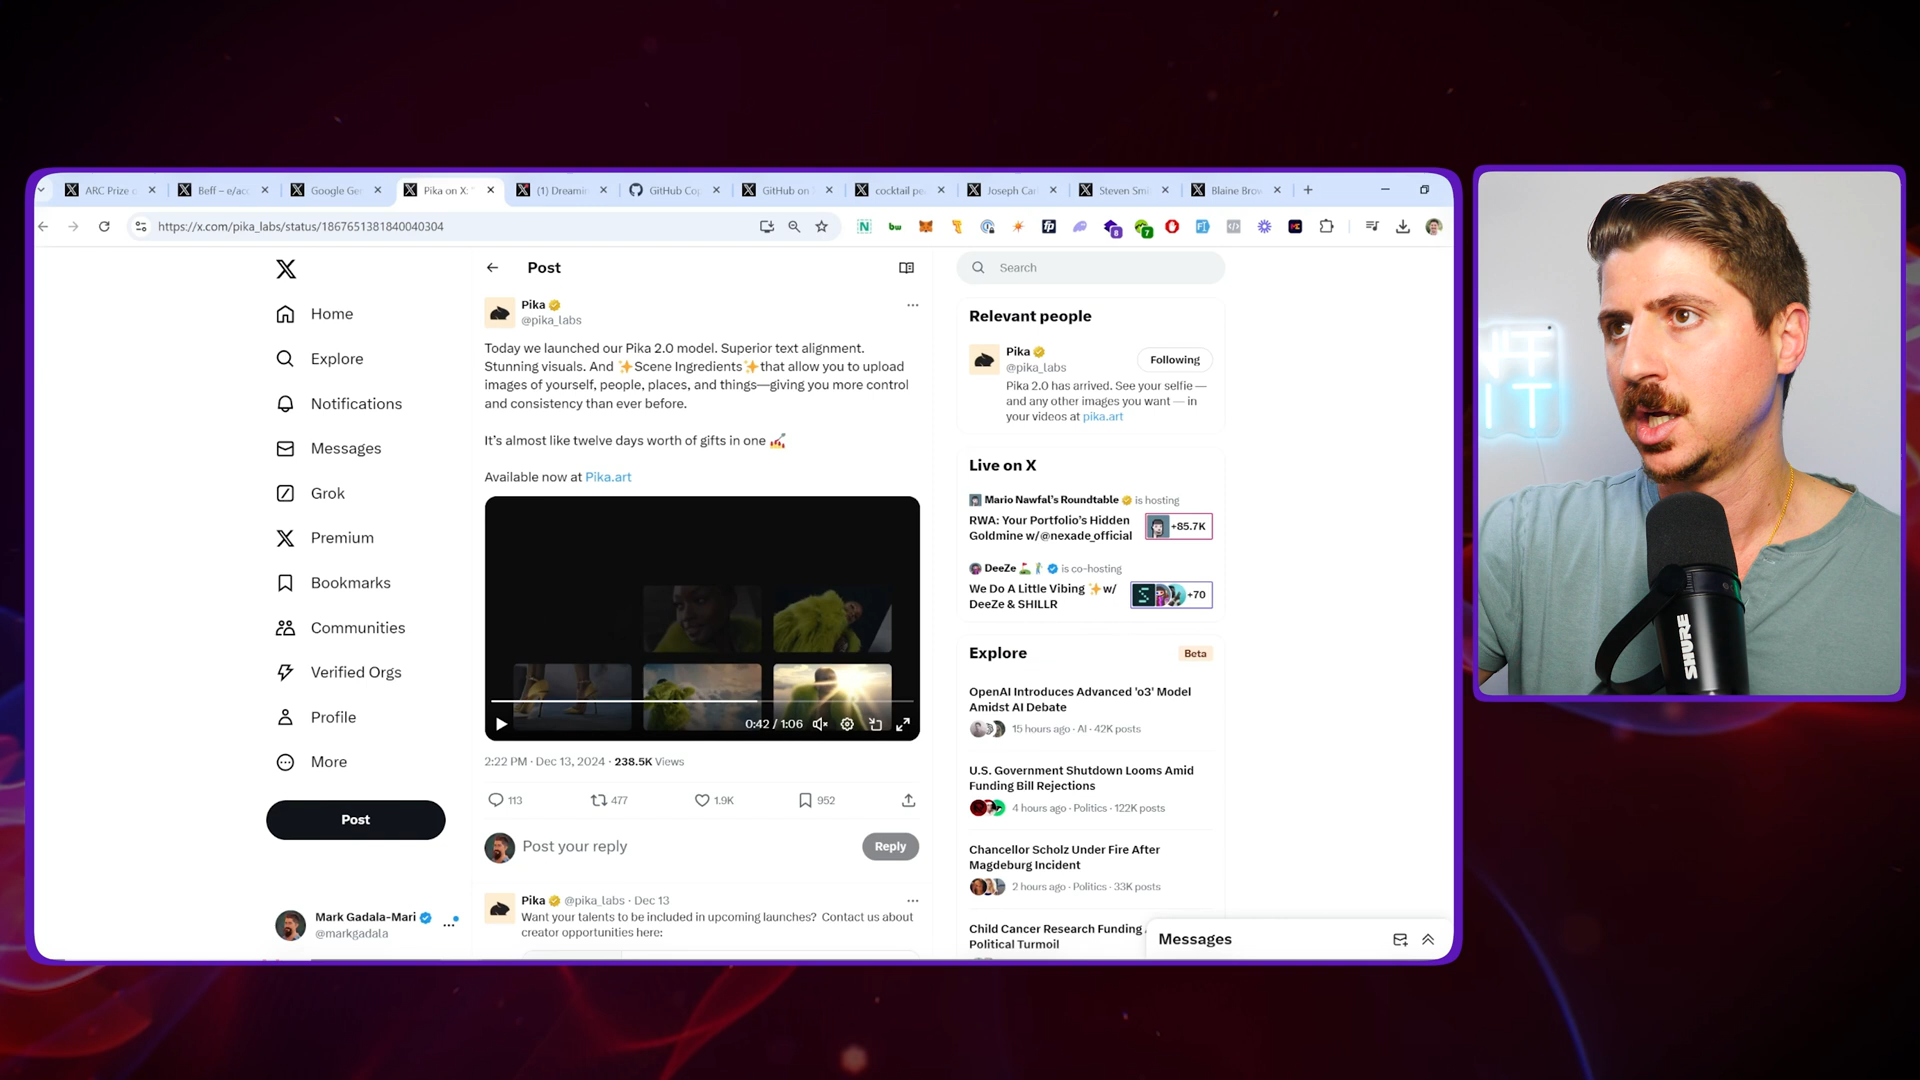 ARC Prize o
Beff – e/acc
Google Ger
Pika on X: "
(1) Dreamin
GitHub Cop
GitHub on
cocktail pe
Joseph Carl
Steven Smi
Blaine Brow
https://x.com/pika_labs/status/1867651381840040304
Home
Explore
Notifications
Messages
Grok
Premium
Bookmarks
Communities
Verified Orgs
Profile
More
Post
Mark Gadala-Mari
@markgadala
Post
Pika
@pika_labs
Today we launched our Pika 2.0 model. Superior text alignment.
Stunning visuals. And ✨Scene Ingredients✨that allow you to upload
images of yourself, people, places, and things—giving you more control
and consistency than ever before.
It's almost like twelve days worth of gifts in one 💅
Available now at Pika.art
0:42 / 1:06
2:22 PM · Dec 13, 2024 · 238.5K Views
113
477
1.9K
952
Post your reply
Reply
Pika @pika_labs · Dec 13
Want your talents to be included in upcoming launches? Contact us about
creator opportunities here:
Search
Relevant people
Pika
@pika_labs
Following
Pika 2.0 has arrived. See your selfie —
and any other images you want — in
your videos at pika.art
Live on X
Mario Nawfal's Roundtable is hosting
RWA: Your Portfolio's Hidden
Goldmine w/@nexade_official
+85.7K
DeeZe is co-hosting
We Do A Little Vibing ✨w/
DeeZe & SHILLR
+70
Explore
Beta
OpenAI Introduces Advanced 'o3' Model
Amidst AI Debate
15 hours ago · AI · 42K posts
U.S. Government Shutdown Looms Amid
Funding Bill Rejections
4 hours ago · Politics · 122K posts
Chancellor Scholz Under Fire After
Magdeburg Incident
2 hours ago · Politics · 33K posts
Child Cancer Research Funding
Political Turmoil
Messages
SHURE